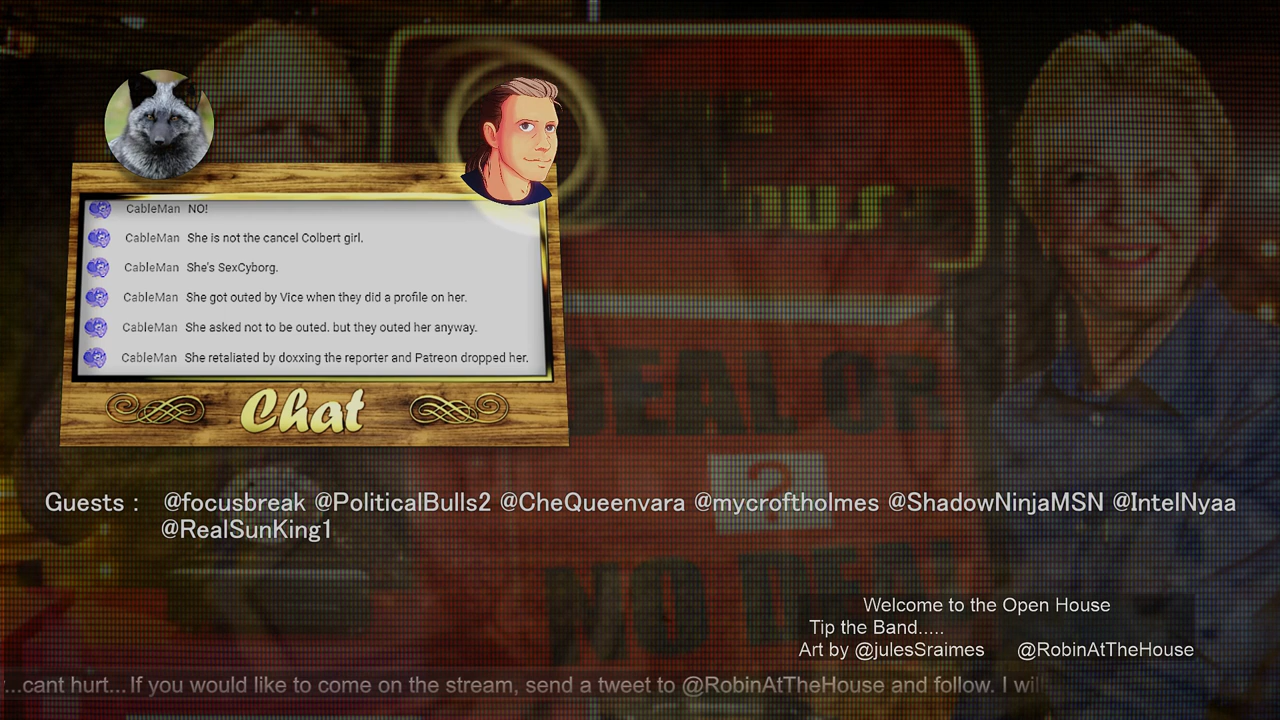 CableMan NO!
CableMan She is not the cancel Colbert girl.
CableMan She's SexCyborg.
CableMan She got outed by Vice when they did a profile on her.
CableMan She asked not to be outed. but they outed her anyway.
CableMan She retaliated by doxxing the reporter and Patreon dropped her.
Chat
DEAL OR
?
NO DEAL
Guests : @focusbreak @PoliticalBulls2 @CheQueenvara @mycroftholmes @ShadowNinjaMSN @IntelNyaa
@RealSunKing1
Welcome to the Open House
Tip the Band.....
Art by @julesSraimes @RobinAtTheHouse
...cant hurt... If you would like to come on the stream, send a tweet to @RobinAtTheHouse and follow. I wil